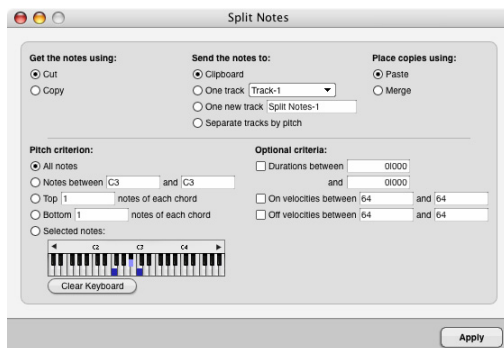 Split Notes
Get the notes using:
Cut
Copy
Send the notes to:
Clipboard
One track Track-1
One new track Split Notes-1
Separate tracks by pitch
Place copies using:
Paste
Merge
Pitch criterion:
All notes
Notes between C3 and C3
Top 1 notes of each chord
Bottom 1 notes of each chord
Selected notes:
C2 C3 C4
Clear Keyboard
Optional criteria:
Durations between 0|000
and 0|000
On velocities between 64 and 64
Off velocities between 64 and 64
Apply